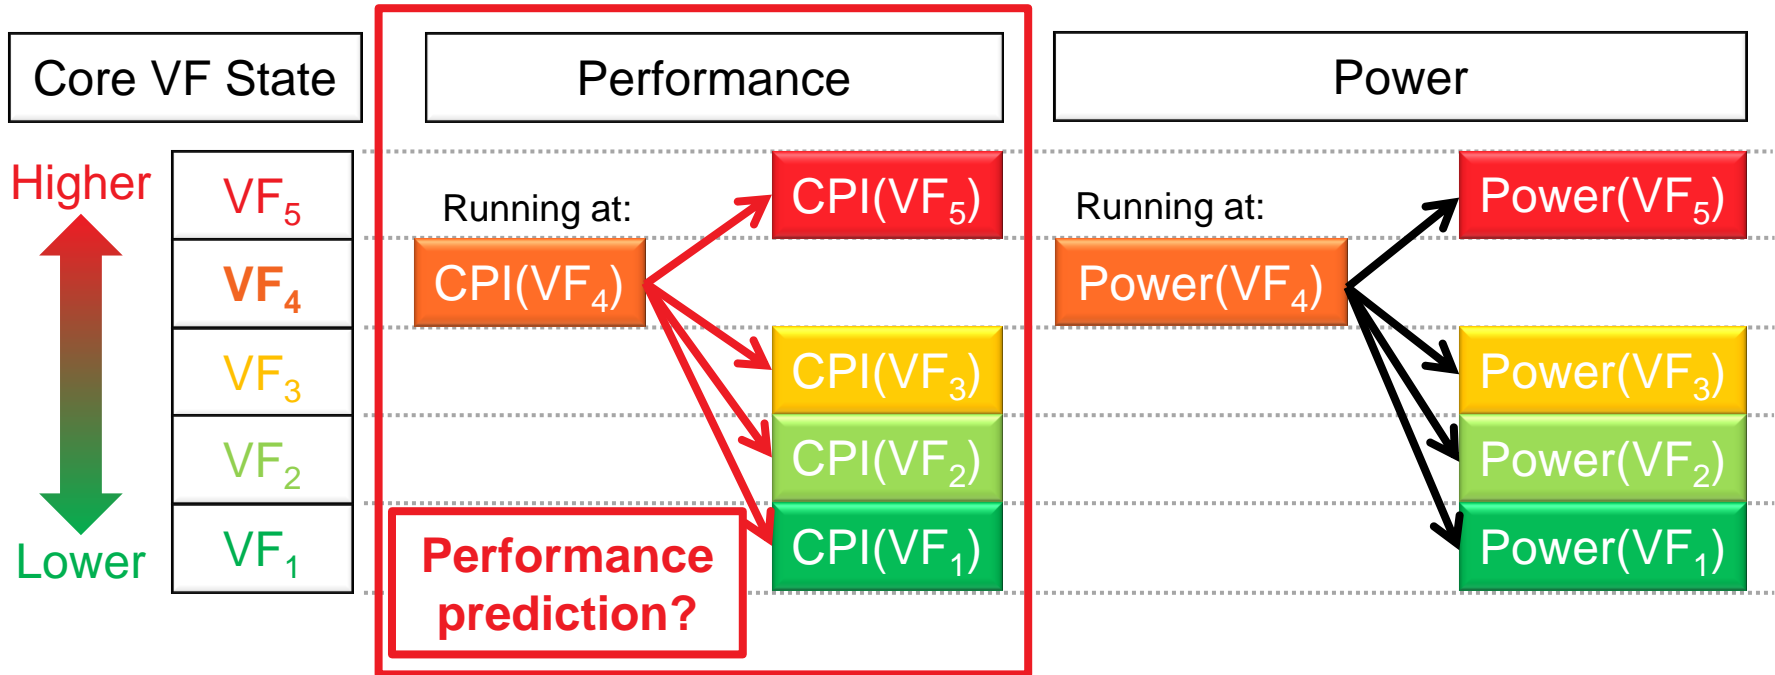 Core VF State
Performance
Power
Higher
VF₅
VF₄
VF₃
VF₂
VF₁
Lower
Running at:
CPI(VF₄)
CPI(VF₅)
CPI(VF₃)
CPI(VF₂)
CPI(VF₁)
Performance
prediction?
Running at:
Power(VF₄)
Power(VF₅)
Power(VF₃)
Power(VF₂)
Power(VF₁)